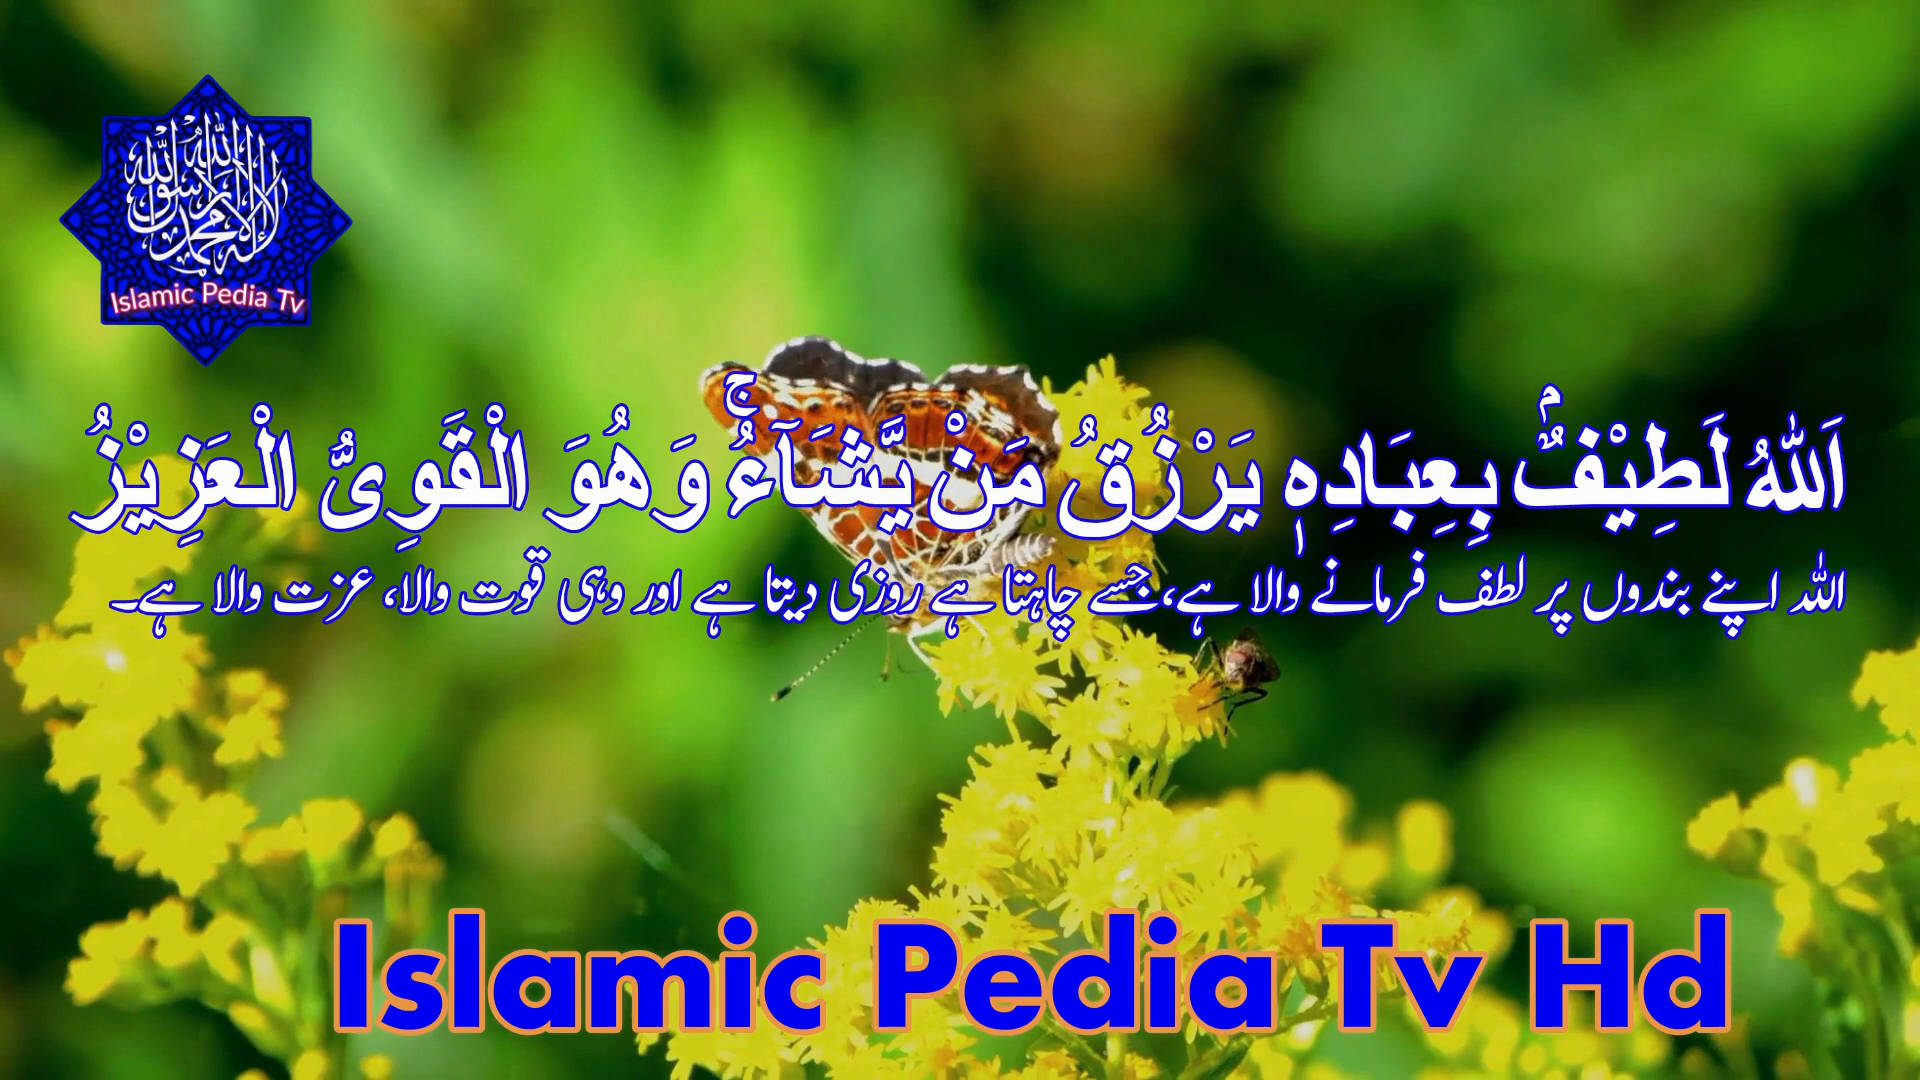 لا إله إلا الله محمد رسول الله
Islamic Pedia Tv
اَللّٰهُ لَطِیْفٌۢ بِعِبَادِهٖ یَرْزُقُ مَنْ یَّشَآءُۚ وَ هُوَ الْقَوِیُّ الْعَزِیْزُ
اللہ اپنے بندوں پر لطف فرمانے والا ہے،جسے چاہتا ہے روزی دیتا ہے اور وہی قوت والا، عزت والا ہے۔
Islamic Pedia Tv Hd